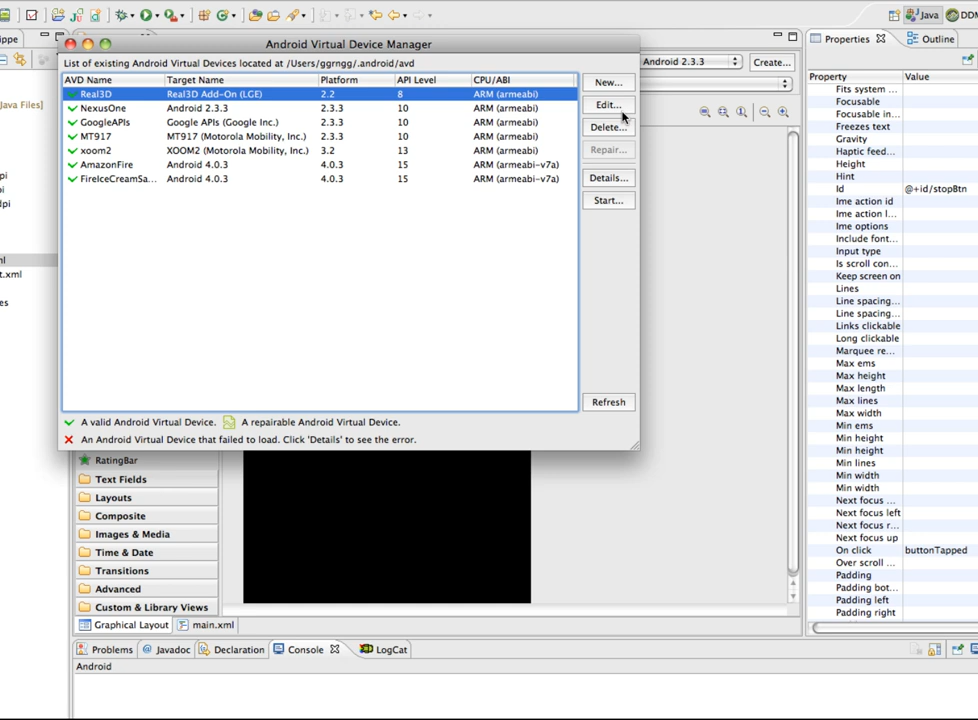 Java
DDM
ippe
Android Virtual Device Manager
Properties
Outline
List of existing Android Virtual Devices located at /Users/ggrngg/.android/avd
Android 2.3.3
Create...
AVD Name Target Name Platform API Level CPU/ABI
Property Value
Real3D Real3D Add-On (LGE) 2.2 8 ARM (armeabi)
NexusOne Android 2.3.3 2.3.3 10 ARM (armeabi)
GoogleAPIs Google APIs (Google Inc.) 2.3.3 10 ARM (armeabi)
MT917 MT917 (Motorola Mobility, Inc.) 2.3.3 10 ARM (armeabi)
xoom2 XOOM2 (Motorola Mobility, Inc.) 3.2 13 ARM (armeabi)
AmazonFire Android 4.0.3 4.0.3 15 ARM (armeabi-v7a)
FireIceCreamSa... Android 4.0.3 4.0.3 15 ARM (armeabi-v7a)
New...
Edit...
Delete...
Repair...
Details...
Start...
Refresh
A valid Android Virtual Device. A repairable Android Virtual Device.
An Android Virtual Device that failed to load. Click 'Details' to see the error.
Java Files]
pi
i
dpi
ml
t.xml
es
Fits system ...
Focusable
Focusable in...
Freezes text
Gravity
Haptic feed...
Height
Hint
Id @+id/stopBtn
Ime action id
Ime action l...
Ime options
Include font...
Input type
Is scroll con...
Keep screen on
Lines
Line spacing...
Line spacing...
Links clickable
Long clickable
Marquee re...
Max ems
Max height
Max length
Max lines
Max width
Min ems
Min height
Min height
Min lines
Min width
Min width
Next focus ...
Next focus left
Next focus r...
Next focus up
On click buttonTapped
Over scroll ...
Padding
Padding bot...
Padding left
Padding right
RatingBar
Text Fields
Layouts
Composite
Images & Media
Time & Date
Transitions
Advanced
Custom & Library Views
Graphical Layout
main.xml
Problems
Javadoc
Declaration
Console
LogCat
Android